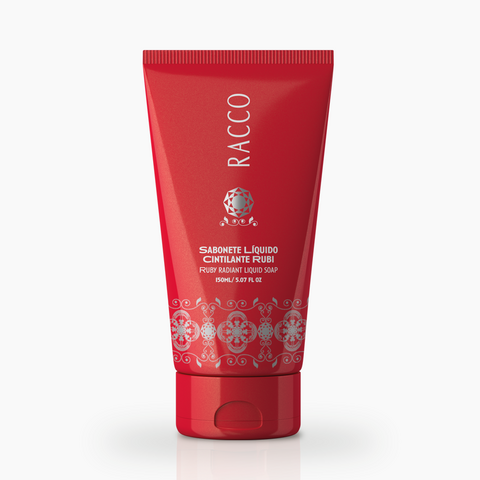 RACCO
SABONETE LÍQUIDO
CINTILANTE RUBI
RUBY RADIANT LIQUID SOAP
150ML/ 5.07 FL OZ